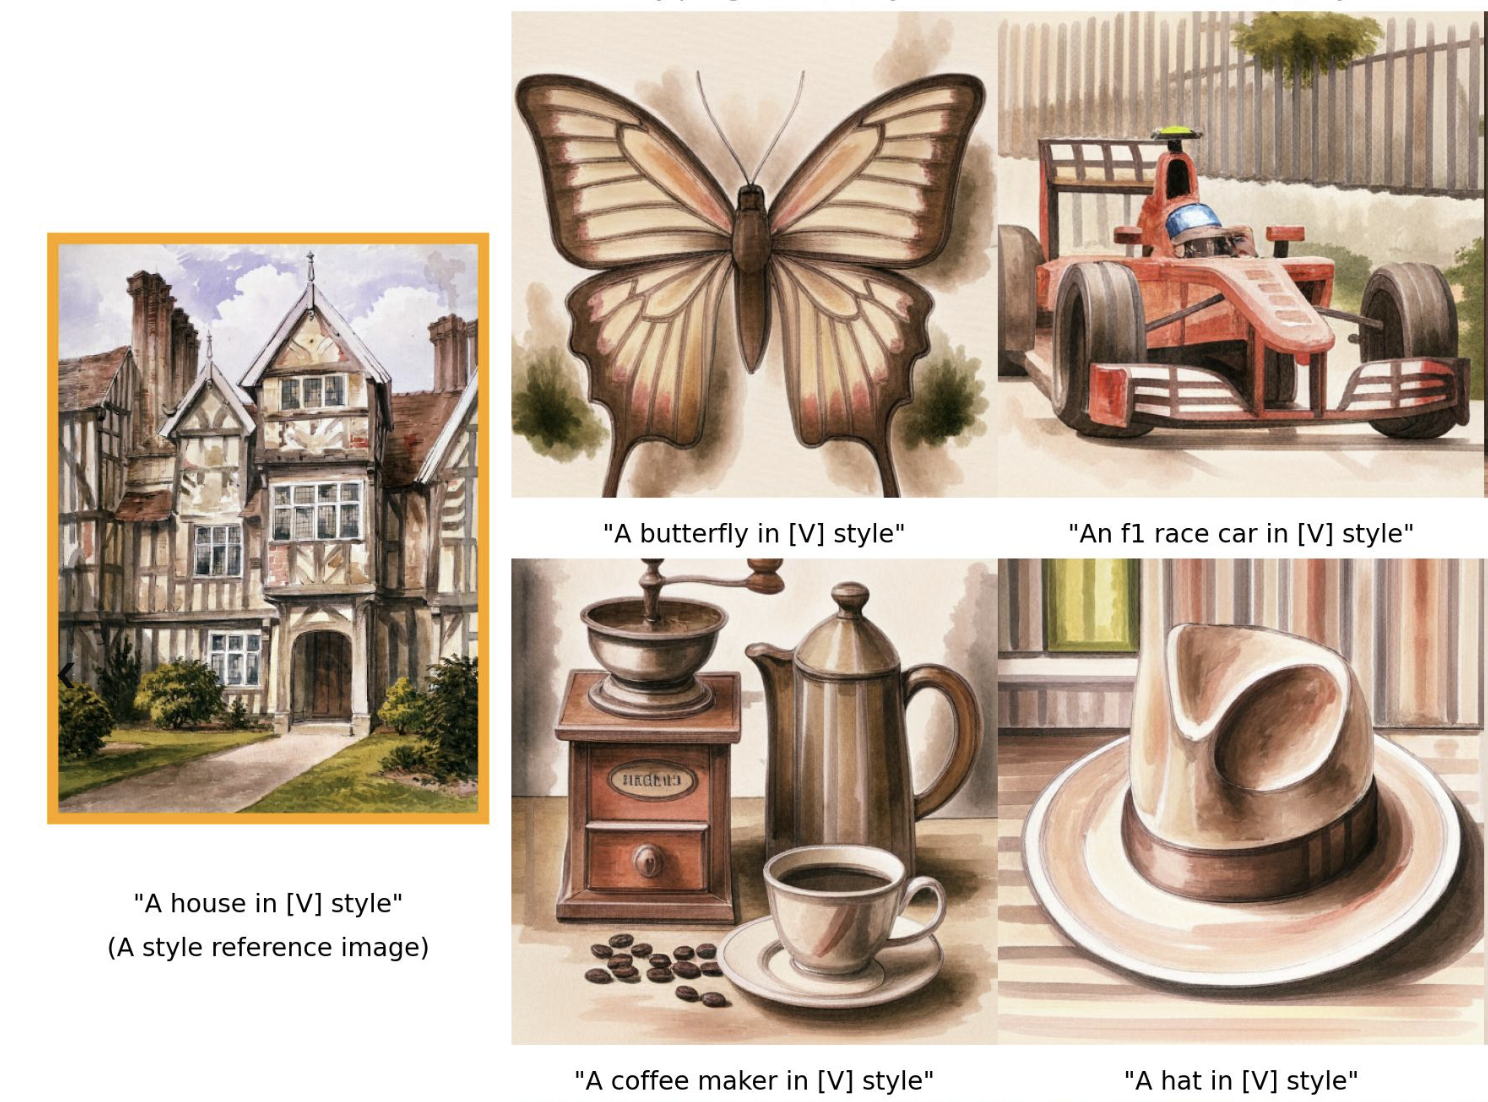 "A house in [V] style"
(A style reference image)
"A butterfly in [V] style"
"An f1 race car in [V] style"
"A coffee maker in [V] style"
"A hat in [V] style"